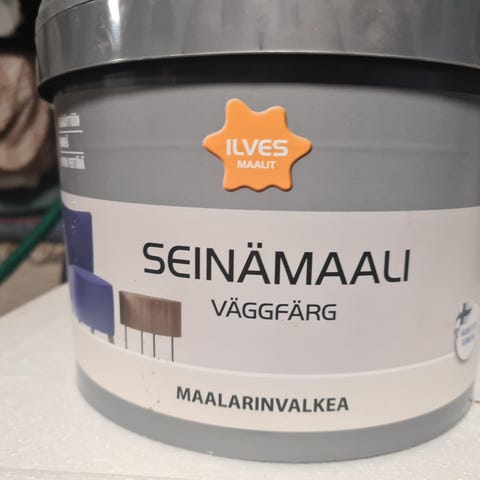 ILVES
MAALIT
SEINÄMAALI
VÄGGFÄRG
MAALARINVALKEA